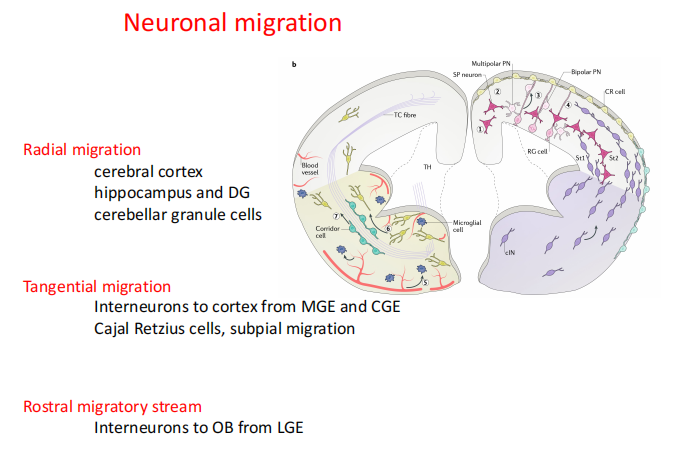 Neuronal migration
b
Multipolar PN
SP neuron
Bipolar PN
2
3
CR cell
4
TC fibre
1
RG cell
St1
St2
Radial migration
cerebral cortex
hippocampus and DG
cerebellar granule cells
Blood
vessel
TH
7
6
Corridor
cell
Microglial
cell
cIN
5
Tangential migration
Interneurons to cortex from MGE and CGE
Cajal Retzius cells, subpial migration
Rostral migratory stream
Interneurons to OB from LGE